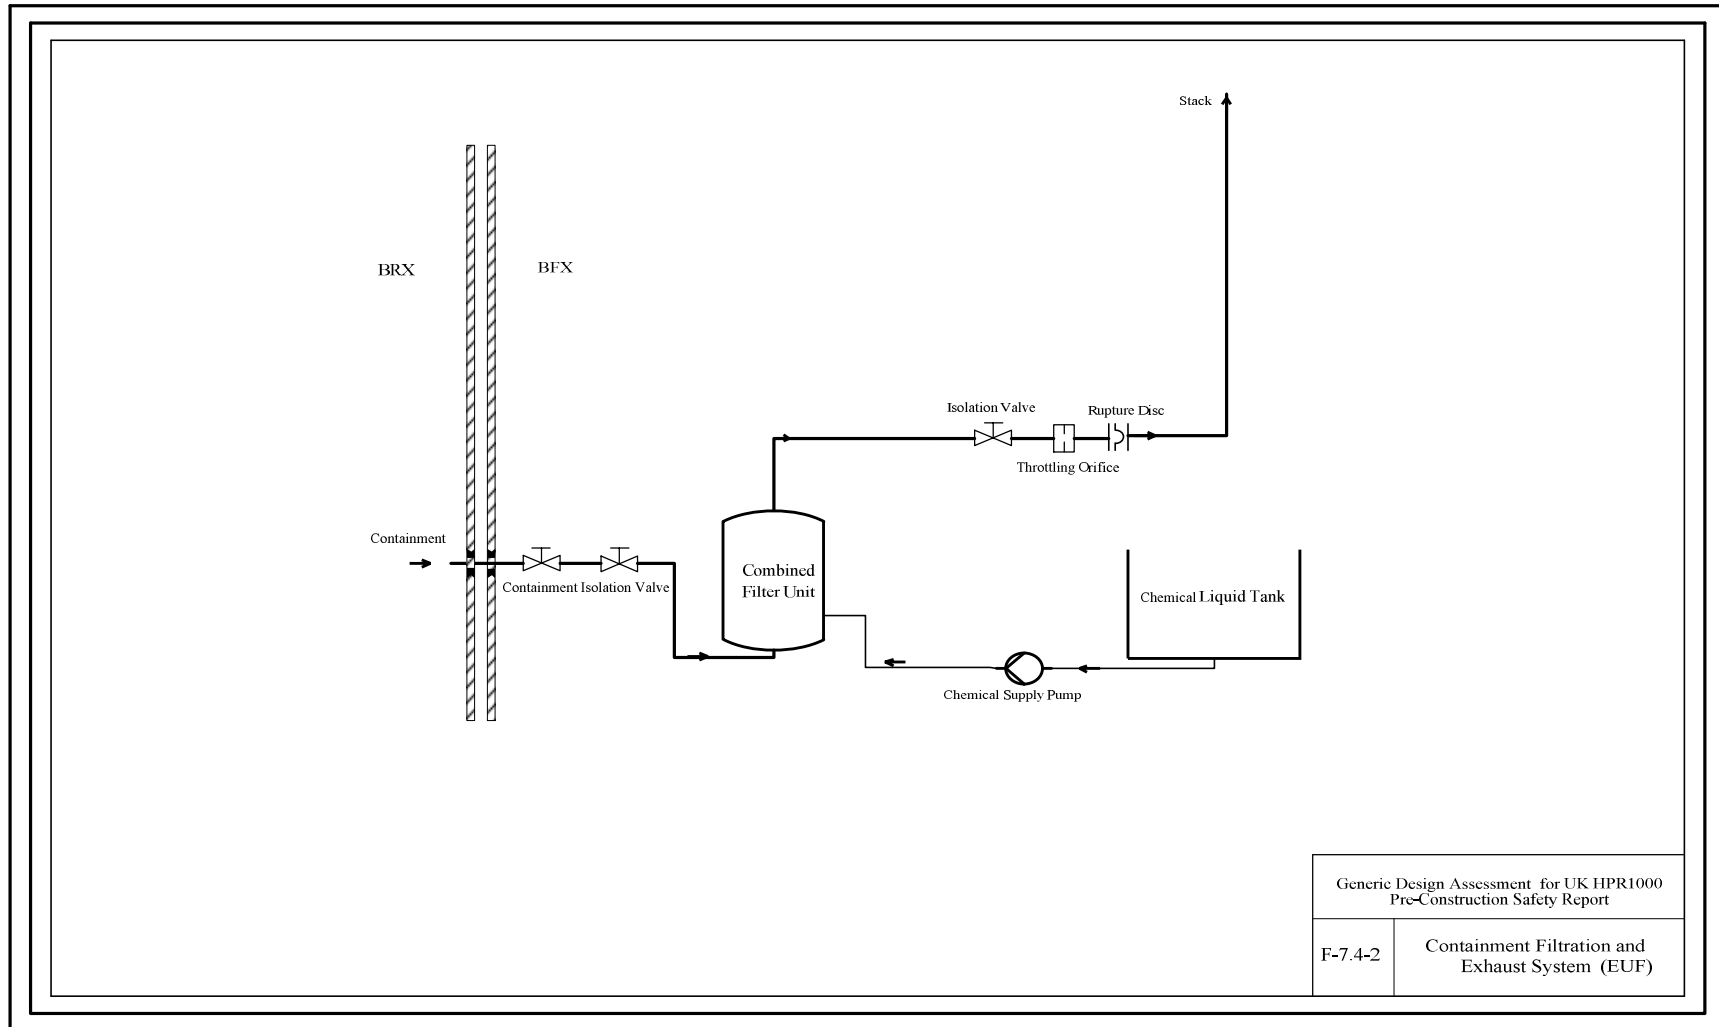 Stack
BRX
BFX
Isolation Valve
Rupture Disc
Throttling Orifice
Containment
Containment Isolation Valve
Combined
Filter Unit
Chemical Liquid Tank
Chemical Supply Pump
Generic Design Assessment for UK HPR1000
Pre-Construction Safety Report
F-7.4-2
Containment Filtration and
Exhaust System (EUF)